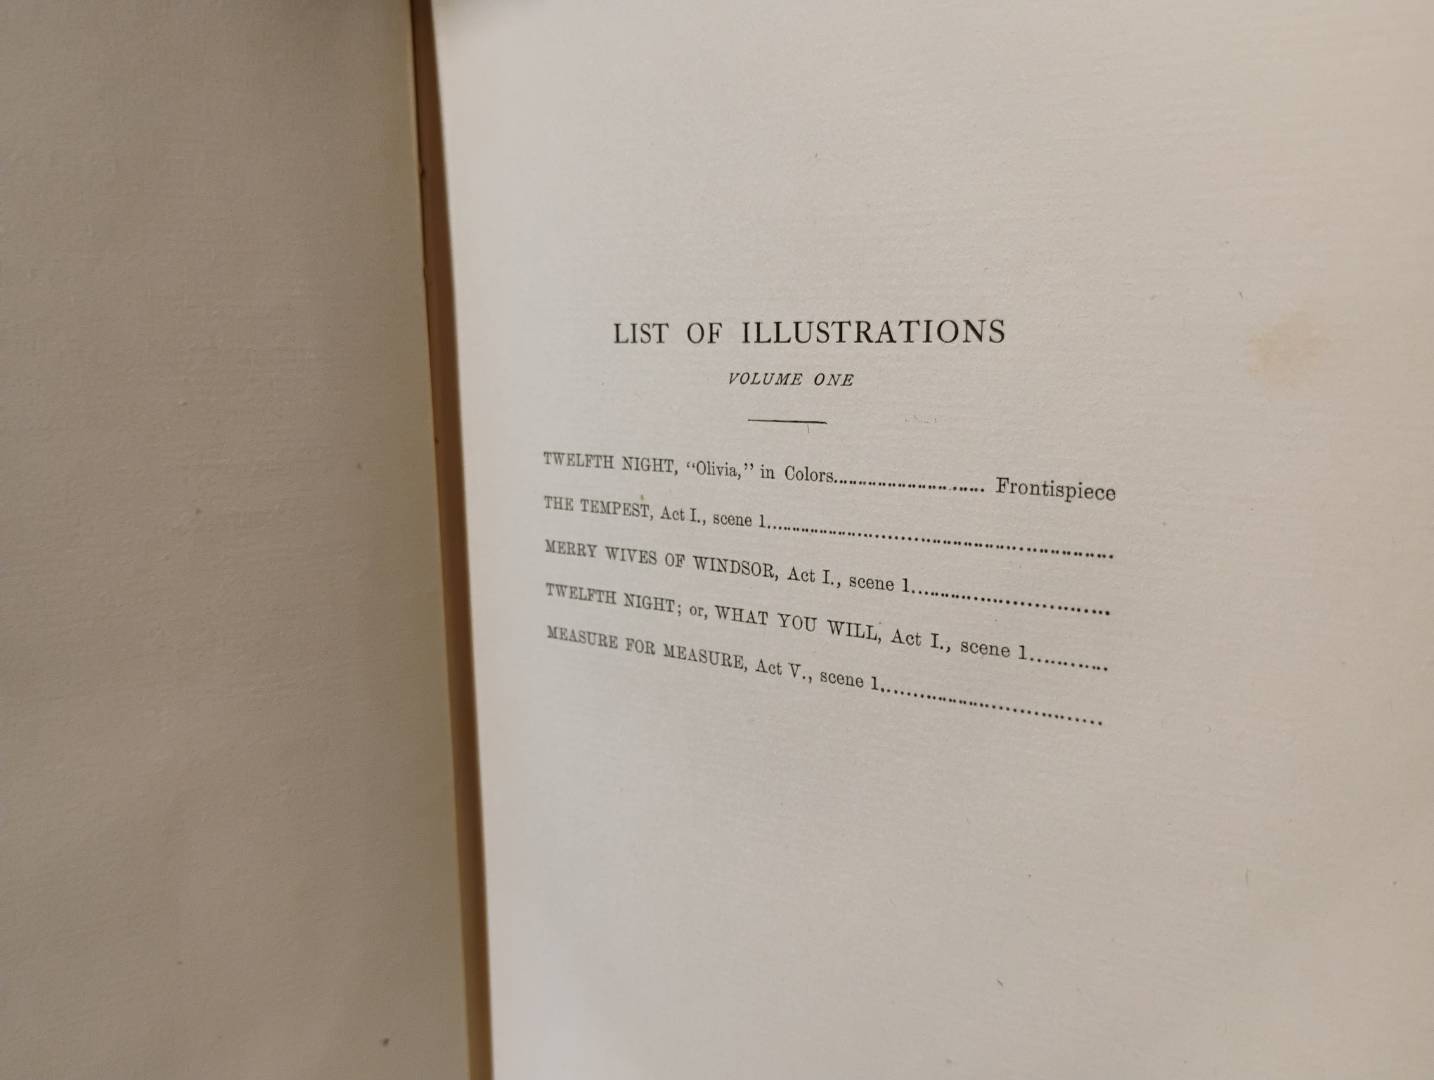 LIST OF ILLUSTRATIONS
VOLUME ONE
TWELFTH NIGHT, “Olivia,” in Colors.......................... Frontispiece
THE TEMPEST, Act I., scene 1..........................................................
MERRY WIVES OF WINDSOR, Act I., scene 1.................................
TWELFTH NIGHT; or, WHAT YOU WILL, Act I., scene 1............
MEASURE FOR MEASURE, Act V., scene 1.....................................